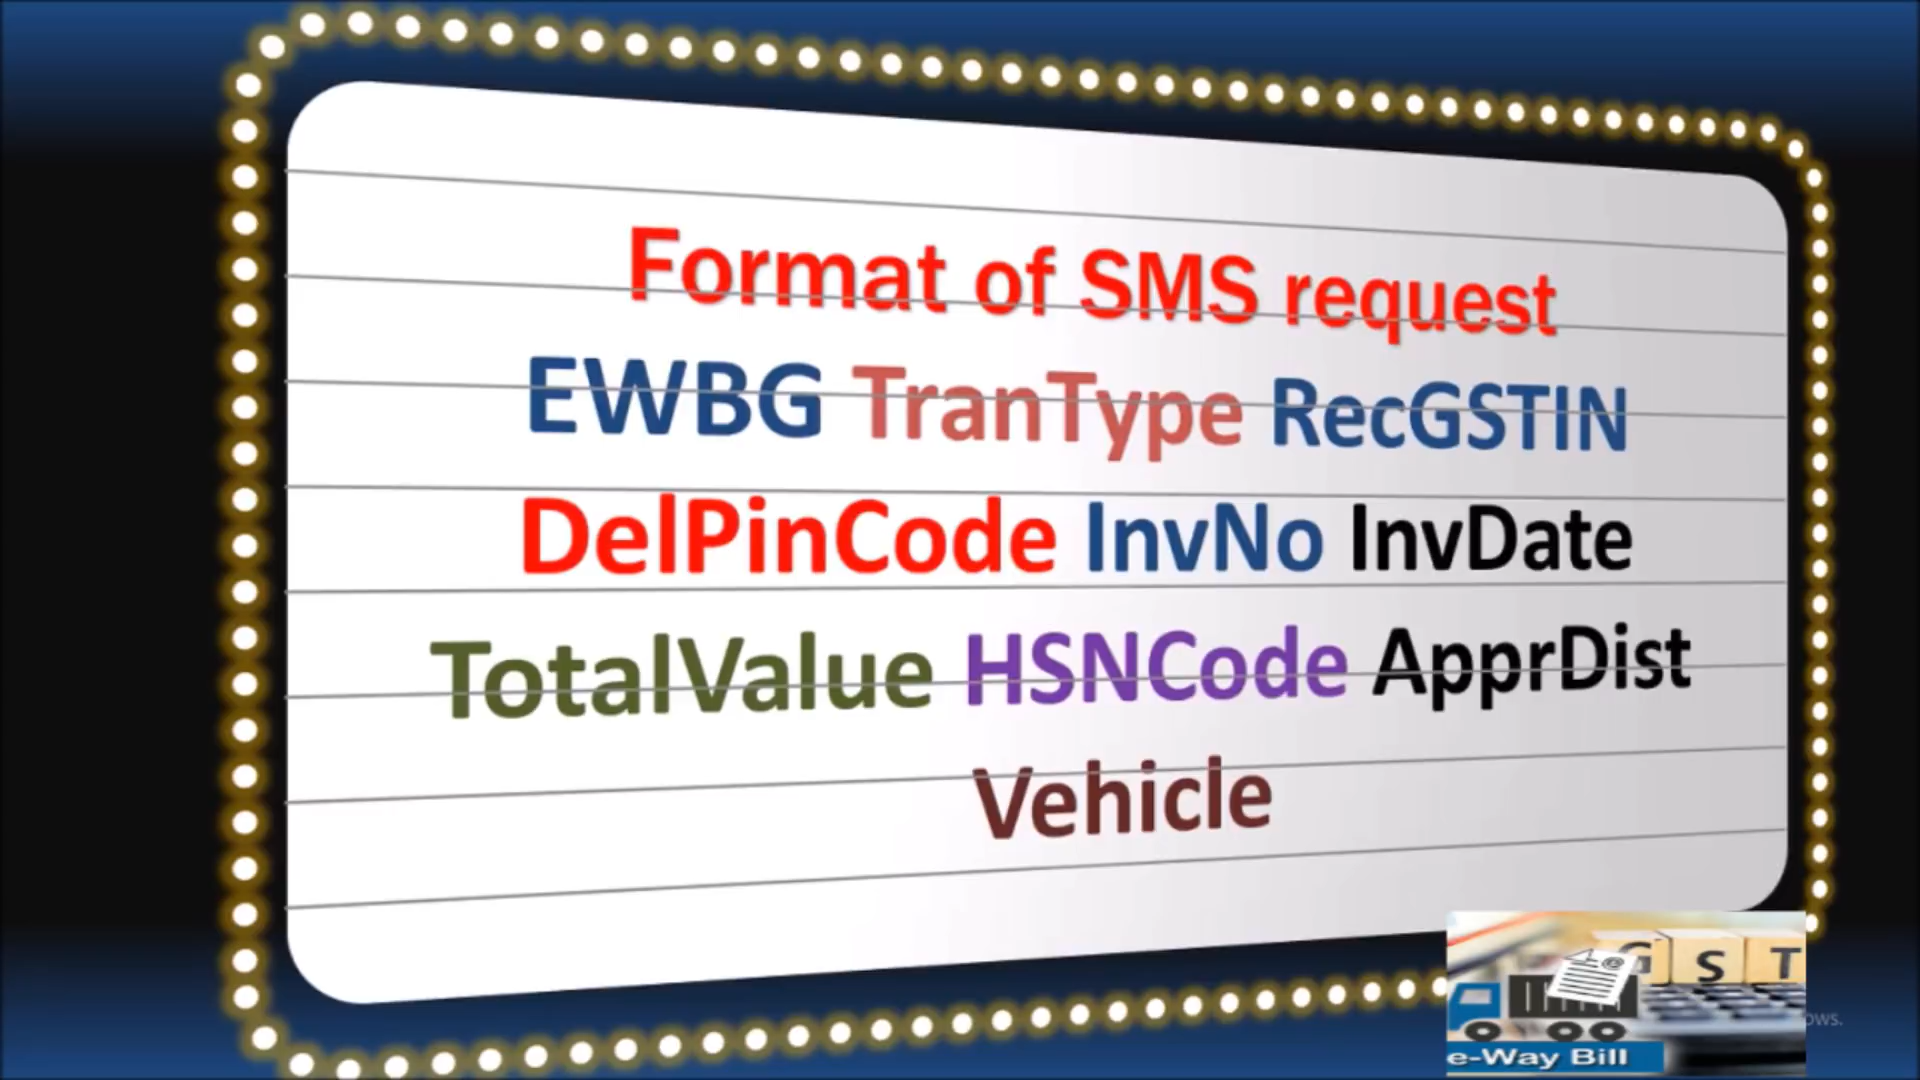 Format of SMS request
EWBG TranType RecGSTIN
DelPinCode InvNo InvDate
TotalValue HSNCode ApprDist
Vehicle
G S T
e-Way Bill